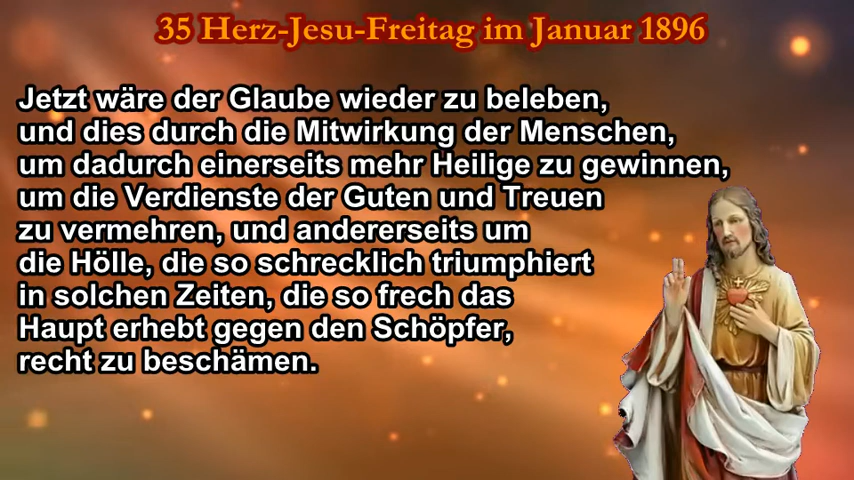 35 Herz-Jesu-Freitag im Januar 1896
Jetzt wäre der Glaube wieder zu beleben,
und dies durch die Mitwirkung der Menschen,
um dadurch einerseits mehr Heilige zu gewinnen,
um die Verdienste der Guten und Treuen
zu vermehren, und andererseits um
die Hölle, die so schrecklich triumphiert
in solchen Zeiten, die so frech das
Haupt erhebt gegen den Schöpfer,
recht zu beschämen.